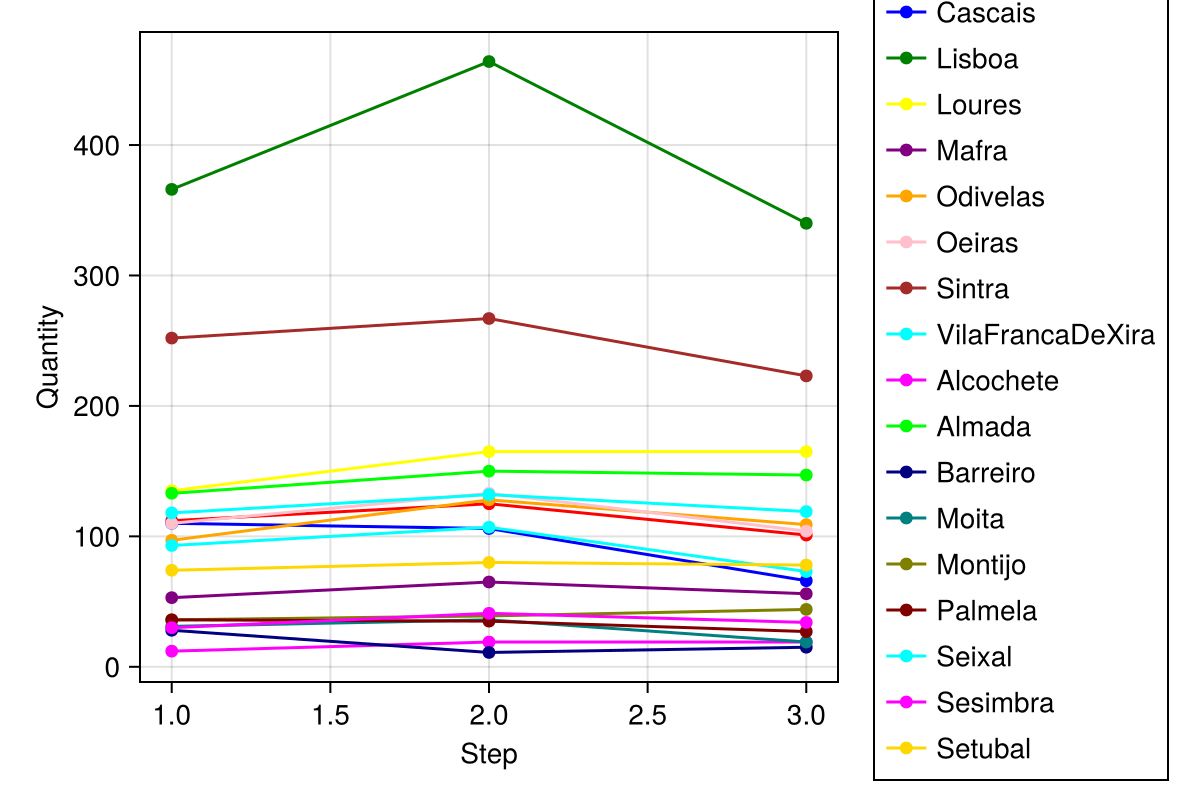 Cascais
Lisboa
Loures
Mafra
Odivelas
Oeiras
Sintra
VilaFrancaDeXira
Alcochete
Almada
Barreiro
Moita
Montijo
Palmela
Seixal
Sesimbra
Setubal
400
300
200
100
0
Quantity
1.0 1.5 2.0 2.5 3.0
Step